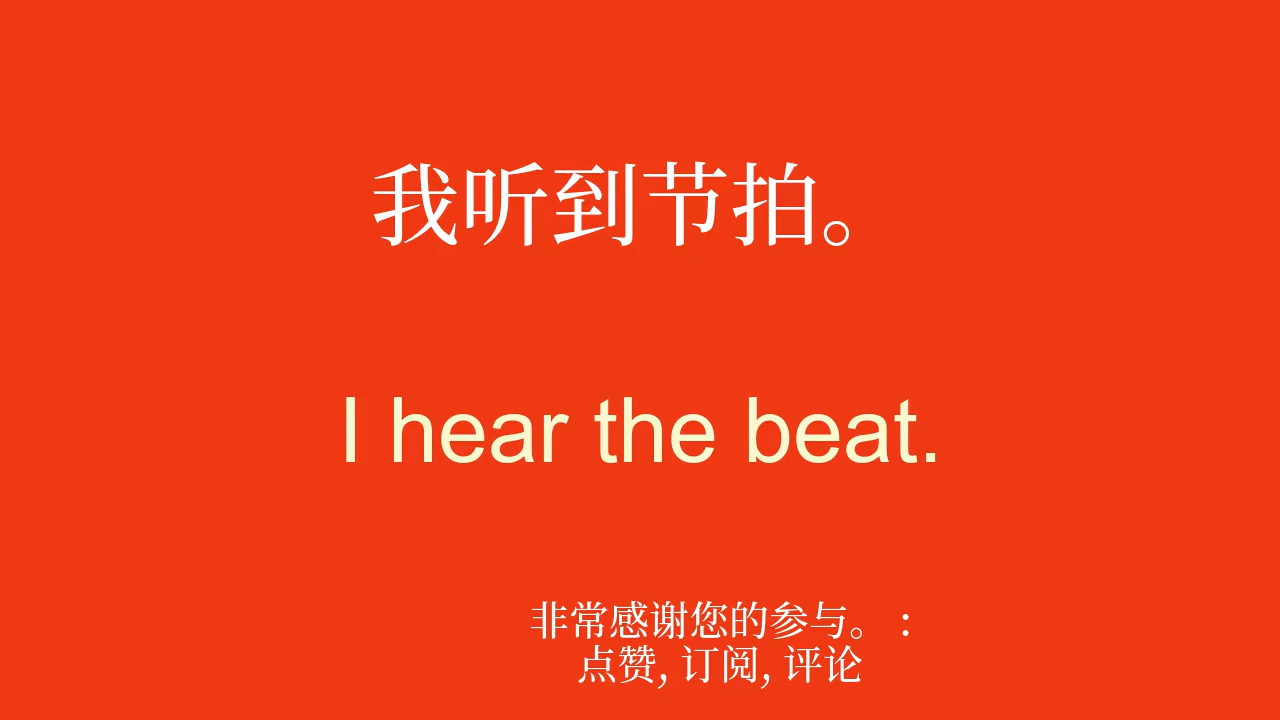 我听到节拍。
I hear the beat.
非常感谢您的参与。 :
点赞, 订阅, 评论